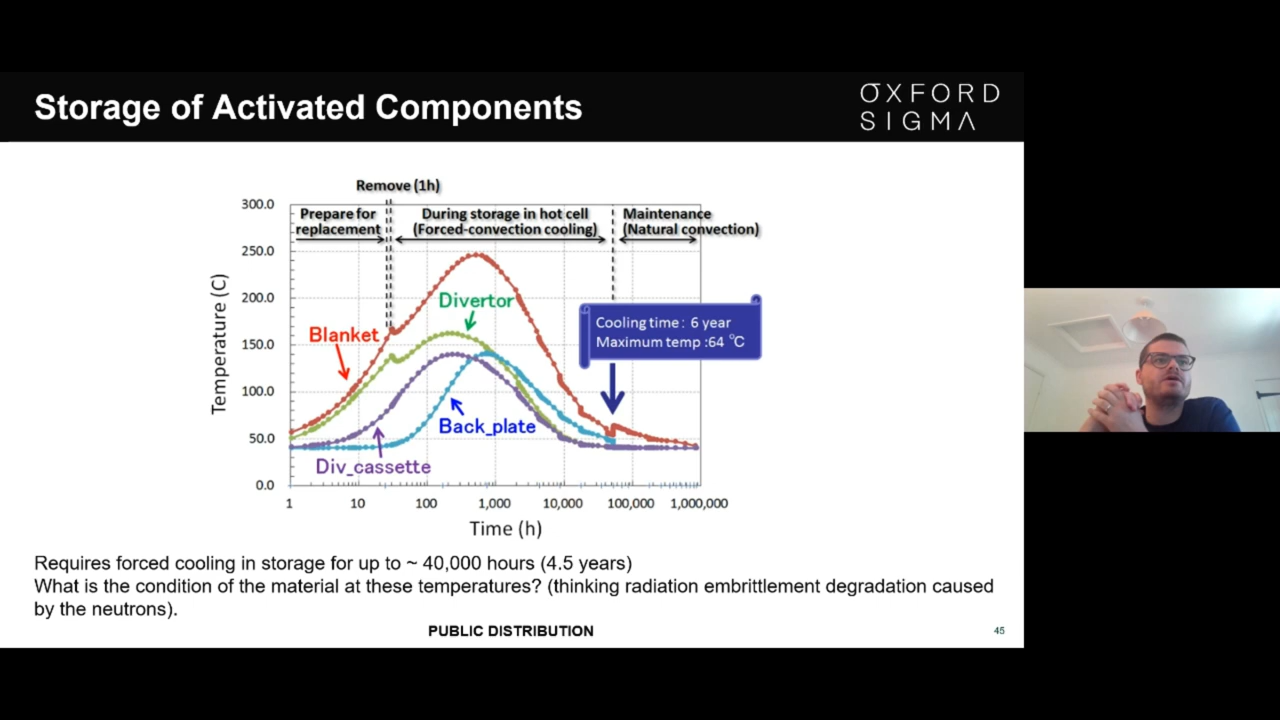 Storage of Activated Components
OXFORD
SIGMA
Remove (1h)
Prepare for
replacement
During storage in hot cell
(Forced-convection cooling)
Maintenance
(Natural convection)
300.0
250.0
200.0
150.0
100.0
50.0
0.0
Temperature (C)
Blanket
Divertor
Back_plate
Div_cassette
Cooling time: 6 year
Maximum temp :64 ℃
1 10 100 1,000 10,000 100,000 1,000,000
Time (h)
Requires forced cooling in storage for up to ~ 40,000 hours (4.5 years)
What is the condition of the material at these temperatures? (thinking radiation embrittlement degradation caused
by the neutrons).
PUBLIC DISTRIBUTION
45